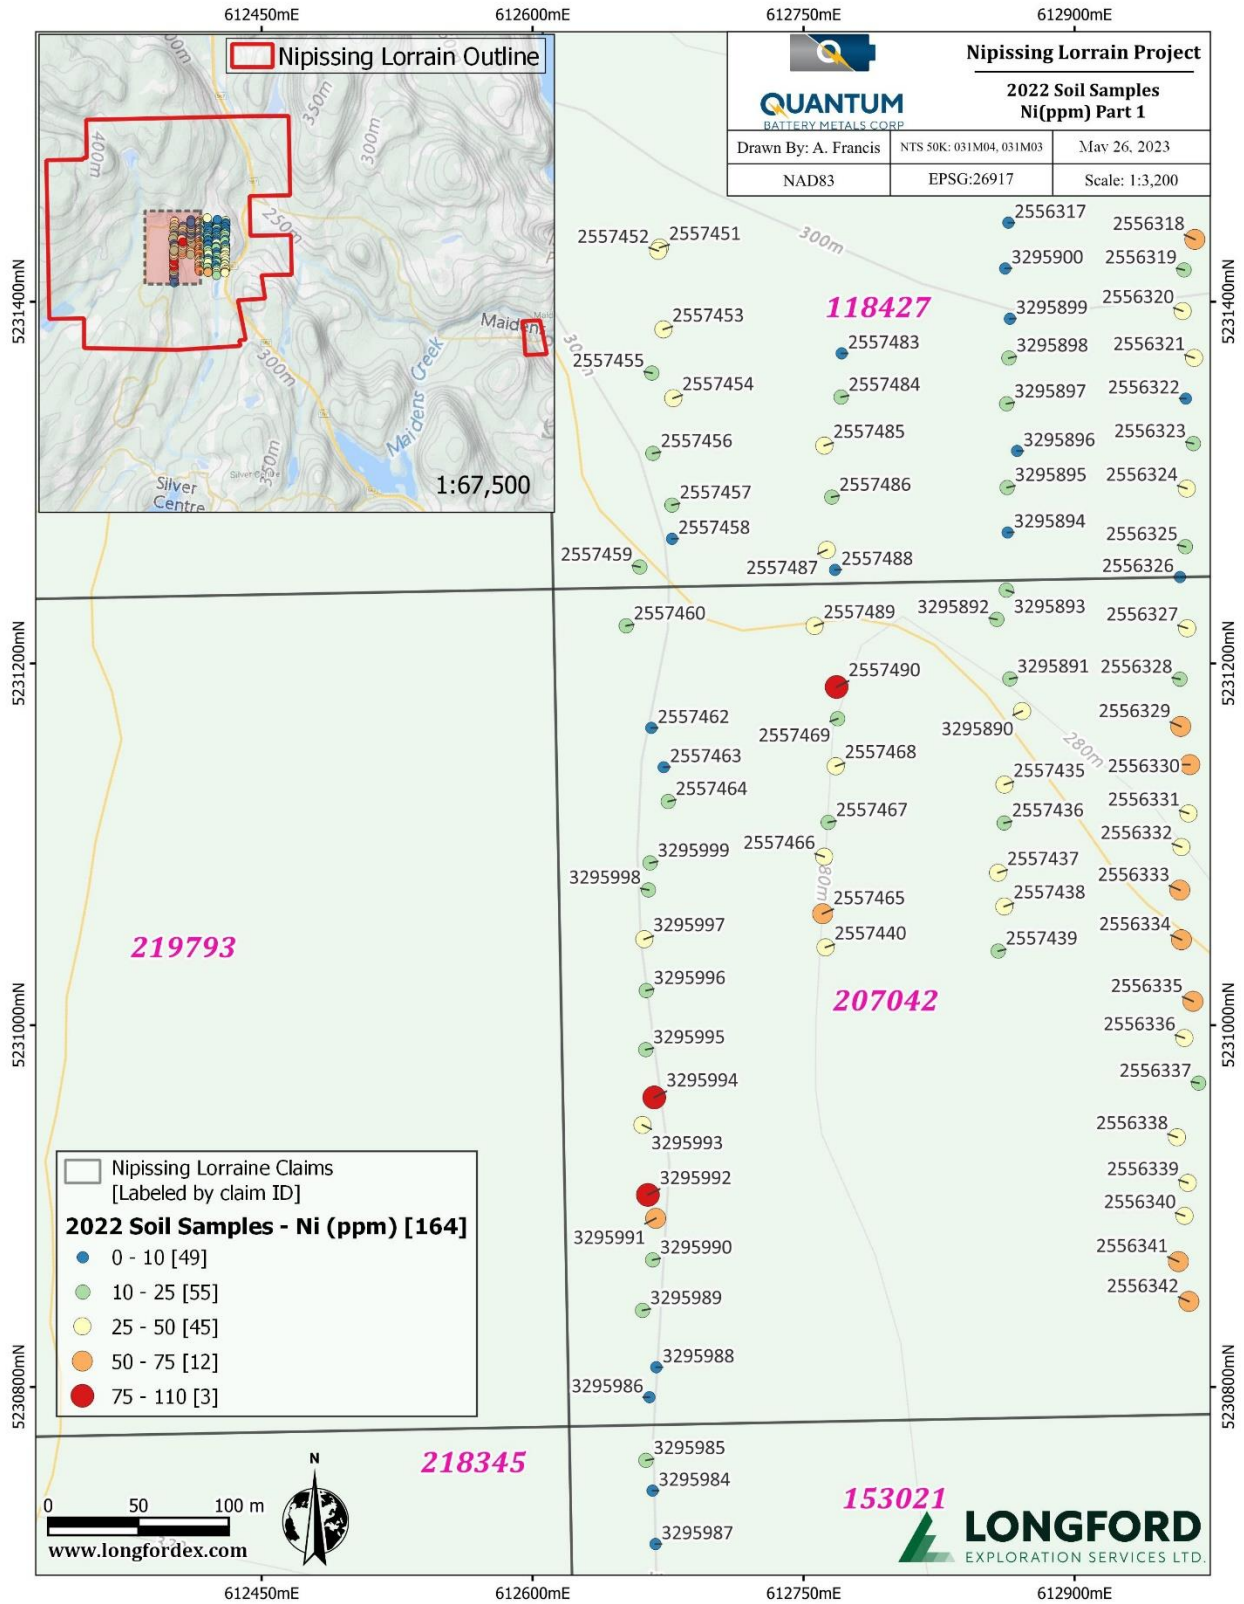 612450mE
612600mE
612750mE
612900mE
Nipissing Lorrain Outline
350m
300m
400m
250m
300m
350m
Maidens
Maidens Creek
Silver
Centre
Silver Centre
1:67,500
QUANTUM
BATTERY METALS CORP
Nipissing Lorrain Project
2022 Soil Samples
Ni(ppm) Part 1
Drawn By: A. Francis
NTS 50K: 031M04, 031M03
May 26, 2023
NAD83
EPSG:26917
Scale: 1:3,200
5231400mN
5231200mN
5231000mN
5230800mN
5231400mN
5231200mN
5231000mN
5230800mN
300m
280m
118427
219793
207042
218345
153021
2557452
2557451
2557453
2557455
2557454
2557456
2557457
2557458
2557459
2557460
2557462
2557463
2557464
3295999
3295998
3295997
3295996
3295995
3295994
3295993
3295992
3295991
3295990
3295989
3295988
3295986
3295985
3295984
3295987
2557483
2557484
2557485
2557486
2557487
2557488
2557489
2557490
2557469
2557468
2557467
2557466
80m
2557465
2557440
2556317
3295900
3295899
3295898
3295897
3295896
3295895
3295894
3295892
3295893
3295891
3295890
2557435
2557436
2557437
2557438
2557439
2556318
2556319
2556320
2556321
2556322
2556323
2556324
2556325
2556326
2556327
2556328
2556329
2556330
2556331
2556332
2556333
2556334
2556335
2556336
2556337
2556338
2556339
2556340
2556341
2556342
Nipissing Lorraine Claims
[Labeled by claim ID]
2022 Soil Samples - Ni (ppm) [164]
0 - 10 [49]
10 - 25 [55]
25 - 50 [45]
50 - 75 [12]
75 - 110 [3]
0 50 100 m
www.longfordex.com
N
LONGFORD
EXPLORATION SERVICES LTD.
612450mE
612600mE
612750mE
612900mE